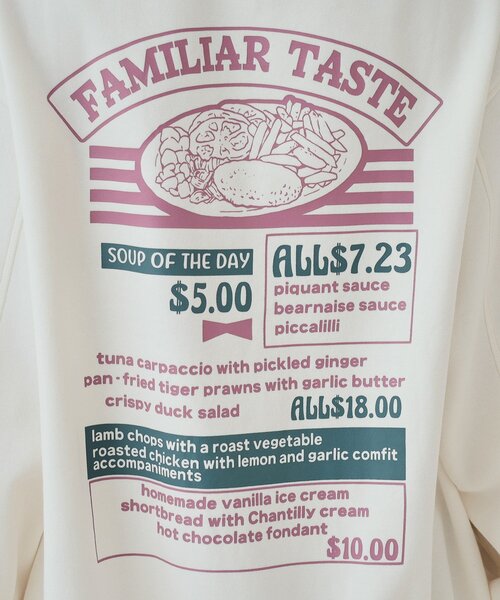 FAMILIAR TASTE
SOUP OF THE DAY
$5.00
ALL$7.23
piquant sauce
bearnaise sauce
piccalilli
tuna carpaccio with pickled ginger
pan-fried tiger prawns with garlic butter
crispy duck salad
ALL$18.00
lamb chops with a roast vegetable
roasted chicken with lemon and garlic comfit
accompaniments
homemade vanilla ice cream
shortbread with Chantilly cream
hot chocolate fondant
$10.00